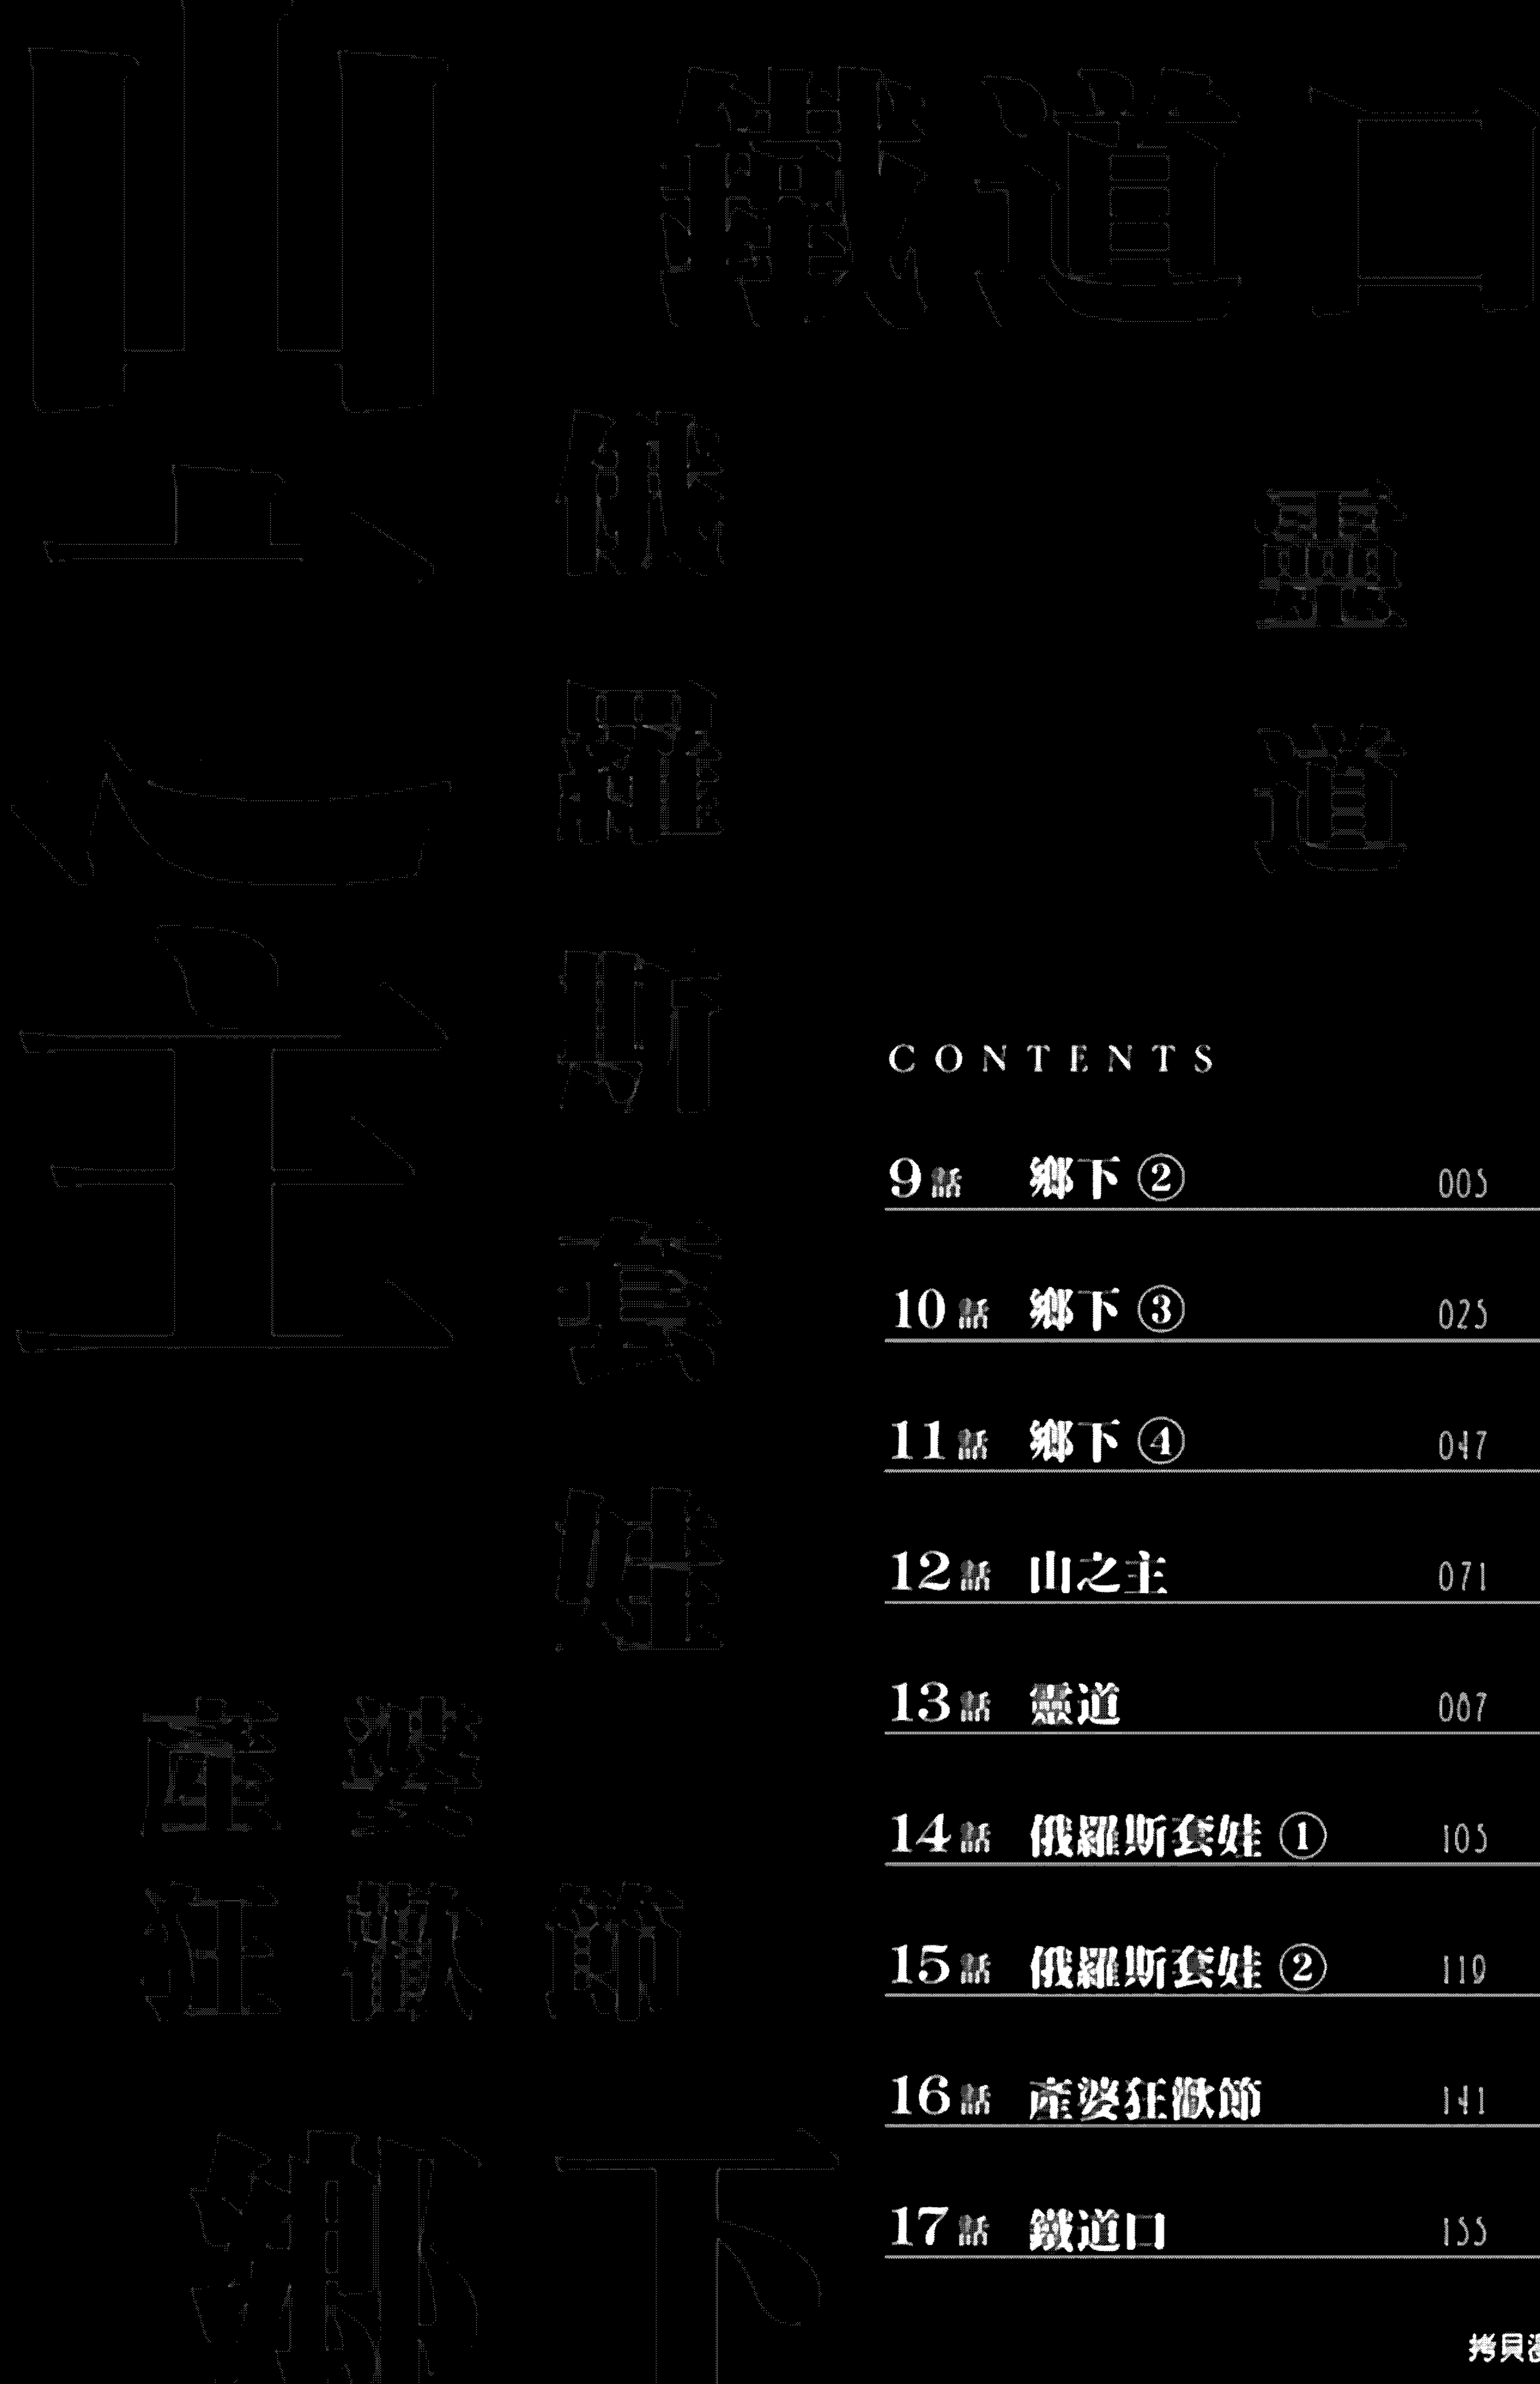 山之主
鐵道口
俄羅斯套娃
靈道
CONTENTS
9話 鄉下② 005
10話 鄉下③ 025
11話 鄉下④ 047
12話 山之主 071
13話 靈道 087
14話 俄羅斯套娃① 105
15話 俄羅斯套娃② 119
16話 產婆狂歡節 141
17話 鐵道口 155
產婆
狂歡節
鄉下
拷貝漫